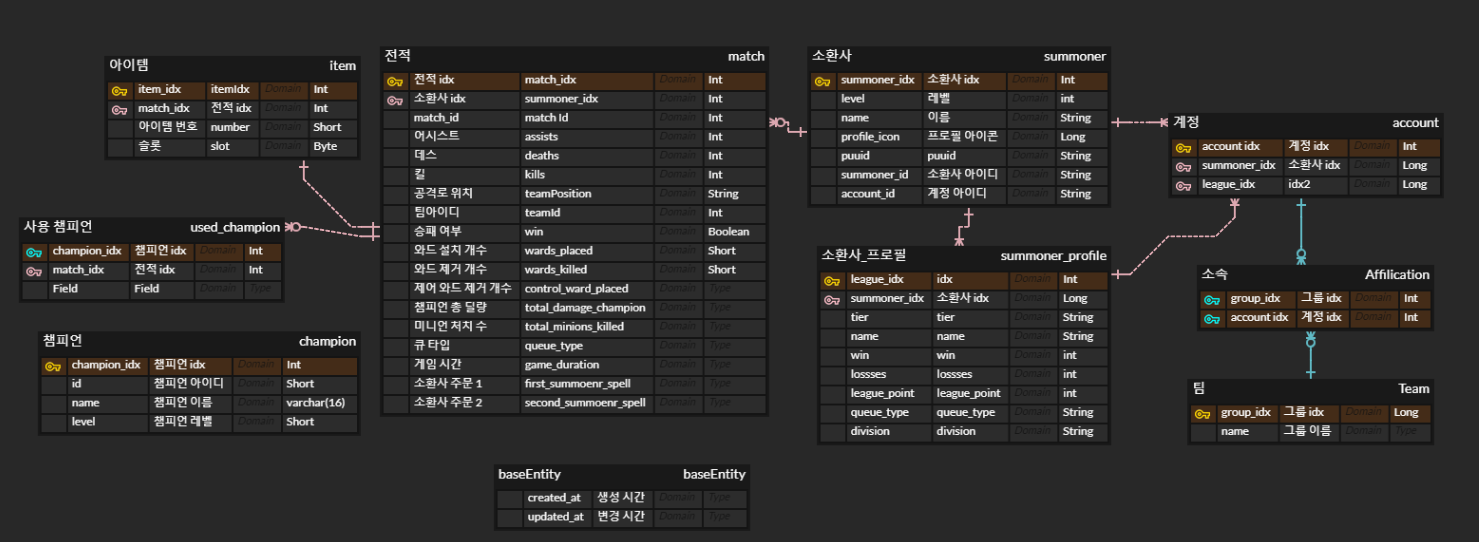 아이템 item
item_idx itemIdx Domain Int
match_idx 전적 idx Domain Int
아이템 번호 number Domain Short
슬롯 slot Domain Byte
사용 챔피언 used_champion
champion_idx 챔피언 idx Domain Int
match_idx 전적 idx Domain Int
Field Field Domain Type
챔피언 champion
champion_idx 챔피언 idx Domain Int
id 챔피언 아이디 Domain Short
name 챔피언 이름 Domain varchar(16)
level 챔피언 레벨 Domain Short
전적 match
전적 idx match_idx Domain Int
소환사 idx summoner_idx Domain Int
match_id match Id Domain Int
어시스트 assists Domain Int
데스 deaths Domain Int
킬 kills Domain Int
공격로 위치 teamPosition Domain String
팀아이디 teamId Domain Int
승패 여부 win Domain Boolean
와드 설치 개수 wards_placed Domain Short
와드 제거 개수 wards_killed Domain Short
제어 와드 제거 개수 control_ward_placed Domain Type
챔피언 총 딜량 total_damage_champion Domain Type
미니언 처치 수 total_minions_killed Domain Type
큐 타입 queue_type Domain Type
게임 시간 game_duration Domain Type
소환사 주문 1 first_summoenr_spell Domain Type
소환사 주문 2 second_summoenr_spell Domain Type
baseEntity baseEntity
created_at 생성 시간 Domain Type
updated_at 변경 시간 Domain Type
소환사 summoner
summoner_idx 소환사 idx Domain Int
level 레벨 Domain int
name 이름 Domain String
profile_icon 프로필 아이콘 Domain Long
puuid puuid Domain String
summoner_id 소환사 아이디 Domain String
account_id 계정 아이디 Domain String
소환사_프로필 summoner_profile
league_idx idx Domain Int
summoner_idx 소환사 idx Domain Long
tier tier Domain String
name name Domain String
win win Domain int
lossses lossses Domain int
league_point league_point Domain int
queue_type queue_type Domain String
division division Domain String
계정 account
account idx 계정 idx Domain Int
summoner_idx 소환사 idx Domain Long
league_idx idx2 Domain Long
소속 Affilication
group_idx 그룹 idx Domain Int
account idx 계정 idx Domain Int
팀 Team
group_idx 그룹 idx Domain Long
name 그룹 이름 Domain Type